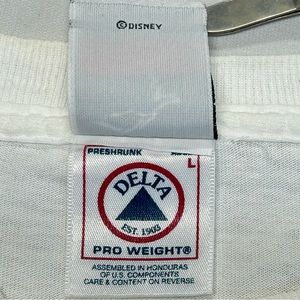 ©DISNEY
PRESHRUNK
L
DELTA
EST. 1903
PRO WEIGHT®
ASSEMBLED IN HONDURAS
OF U.S. COMPONENTS
CARE & CONTENT ON REVERSE